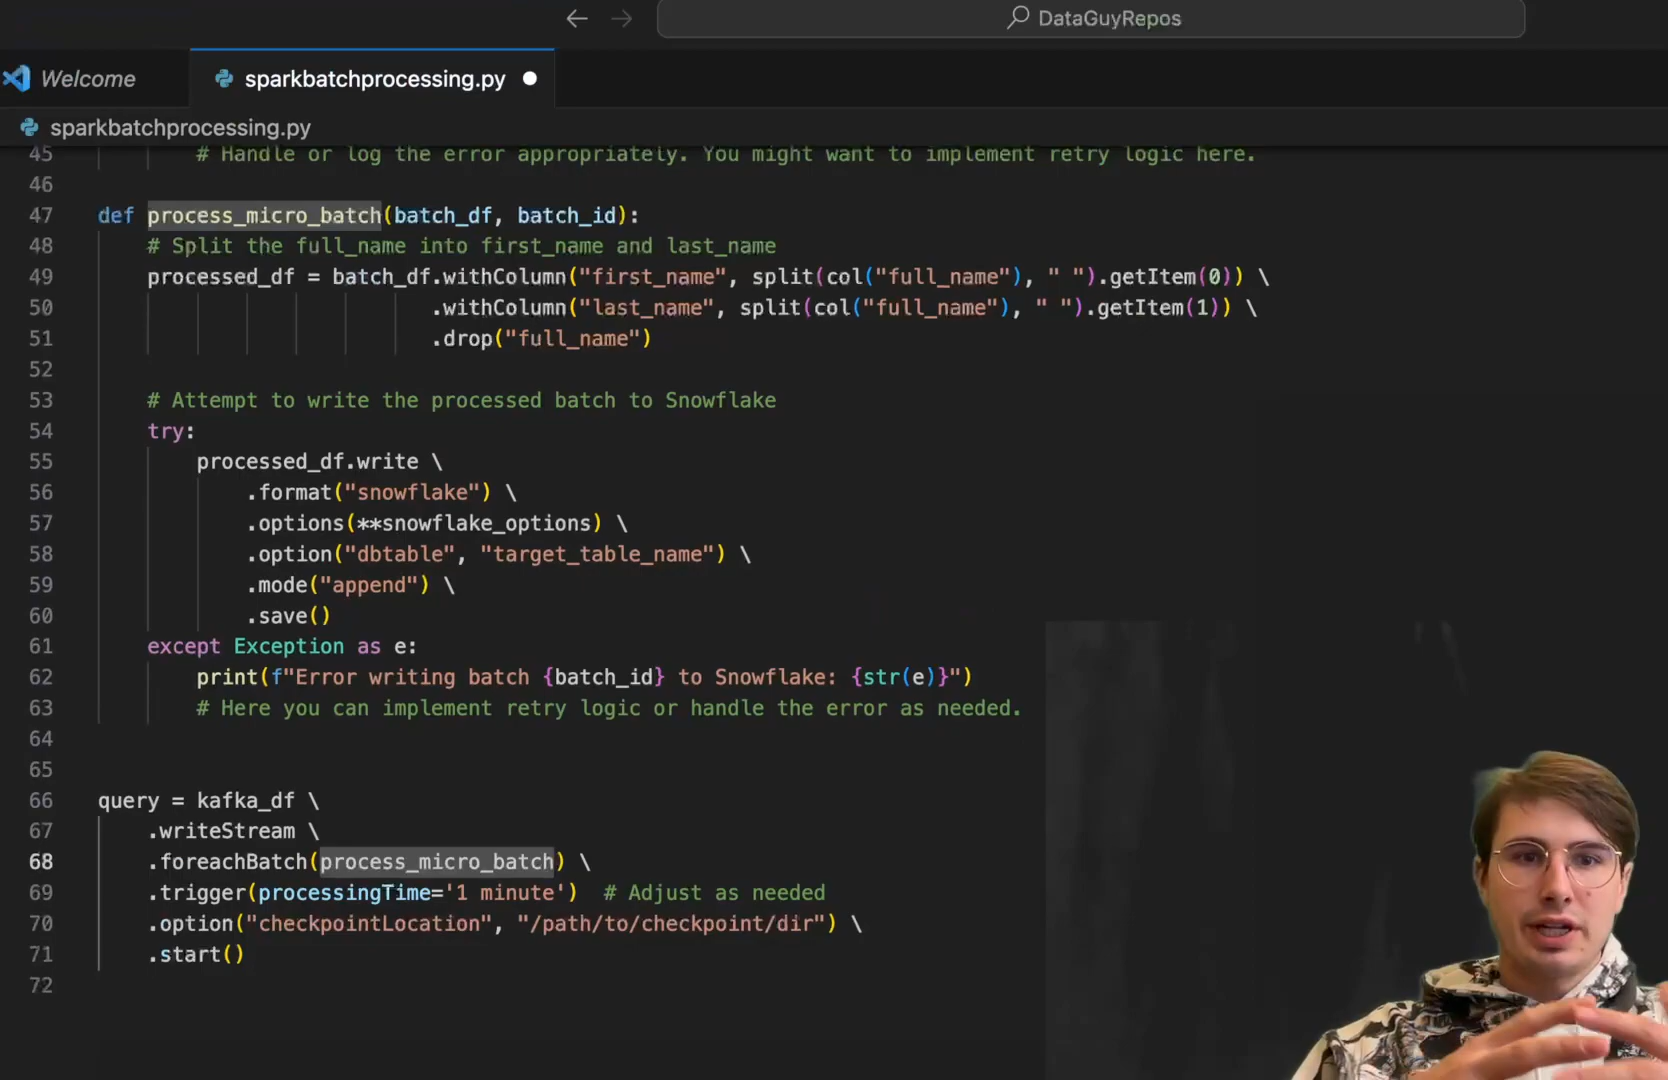 DataGuyRepos
Welcome
sparkbatchprocessing.py
sparkbatchprocessing.py
45 # Handle or log the error appropriately. You might want to implement retry logic here.
46
47 def process_micro_batch(batch_df, batch_id):
48 # Split the full_name into first_name and last_name
49 processed_df = batch_df.withColumn("first_name", split(col("full_name"), " ").getItem(0)) \
50 .withColumn("last_name", split(col("full_name"), " ").getItem(1)) \
51 .drop("full_name")
52
53 # Attempt to write the processed batch to Snowflake
54 try:
55 processed_df.write \
56 .format("snowflake") \
57 .options(**snowflake_options) \
58 .option("dbtable", "target_table_name") \
59 .mode("append") \
60 .save()
61 except Exception as e:
62 print(f"Error writing batch {batch_id} to Snowflake: {str(e)}")
63 # Here you can implement retry logic or handle the error as needed.
64
65
66 query = kafka_df \
67 .writeStream \
68 .foreachBatch(process_micro_batch) \
69 .trigger(processingTime='1 minute') # Adjust as needed
70 .option("checkpointLocation", "/path/to/checkpoint/dir") \
71 .start()
72